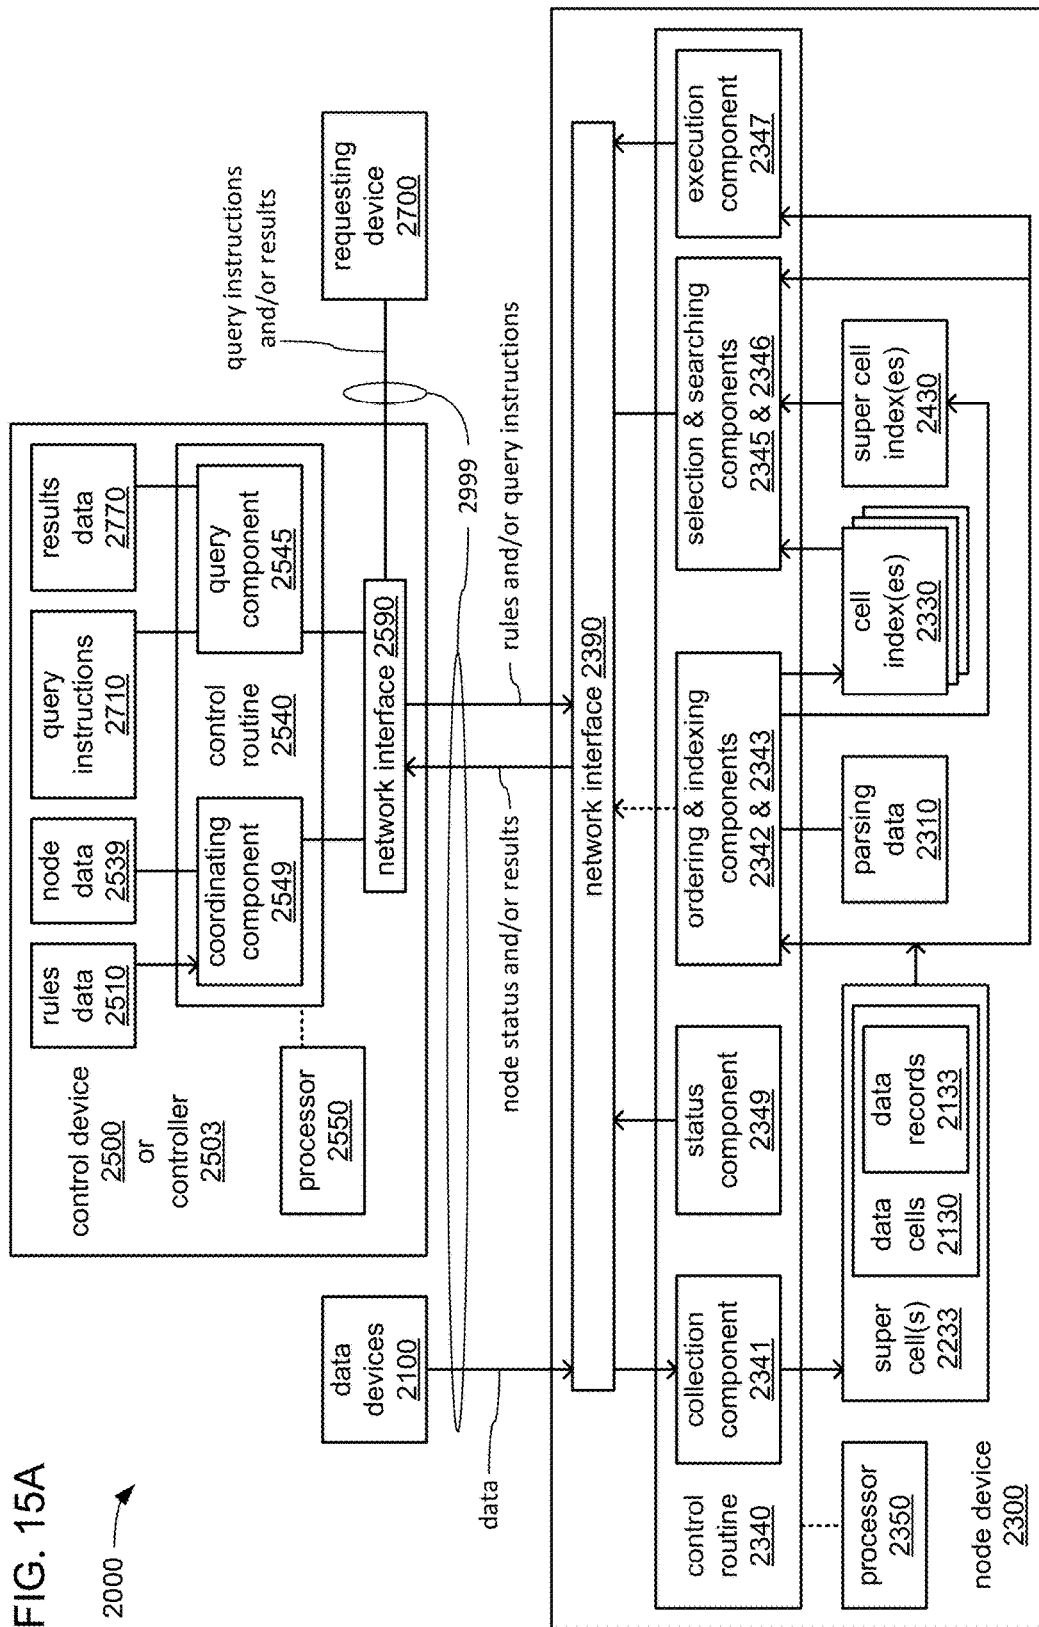 FIG. 15A
2000
control device
2500
or
controller
2503
rules
data
2510
node
data
2539
query
instructions
2710
results
data
2770
processor
2550
coordinating
component
2549
control
routine
2540
query
component
2545
network interface 2590
data
devices
2100
requesting
device
2700
query instructions
and/or results
2999
data
node status and/or results
rules and/or query instructions
network interface 2390
control
routine
2340
collection
component
2341
status
component
2349
ordering & indexing
components
2342 & 2343
selection & searching
components
2345 & 2346
execution
component
2347
processor
2350
super
cell(s)
2233
data
cells
2130
data
records
2133
parsing
data
2310
cell
index(es)
2330
super cell
index(es)
2430
node device
2300